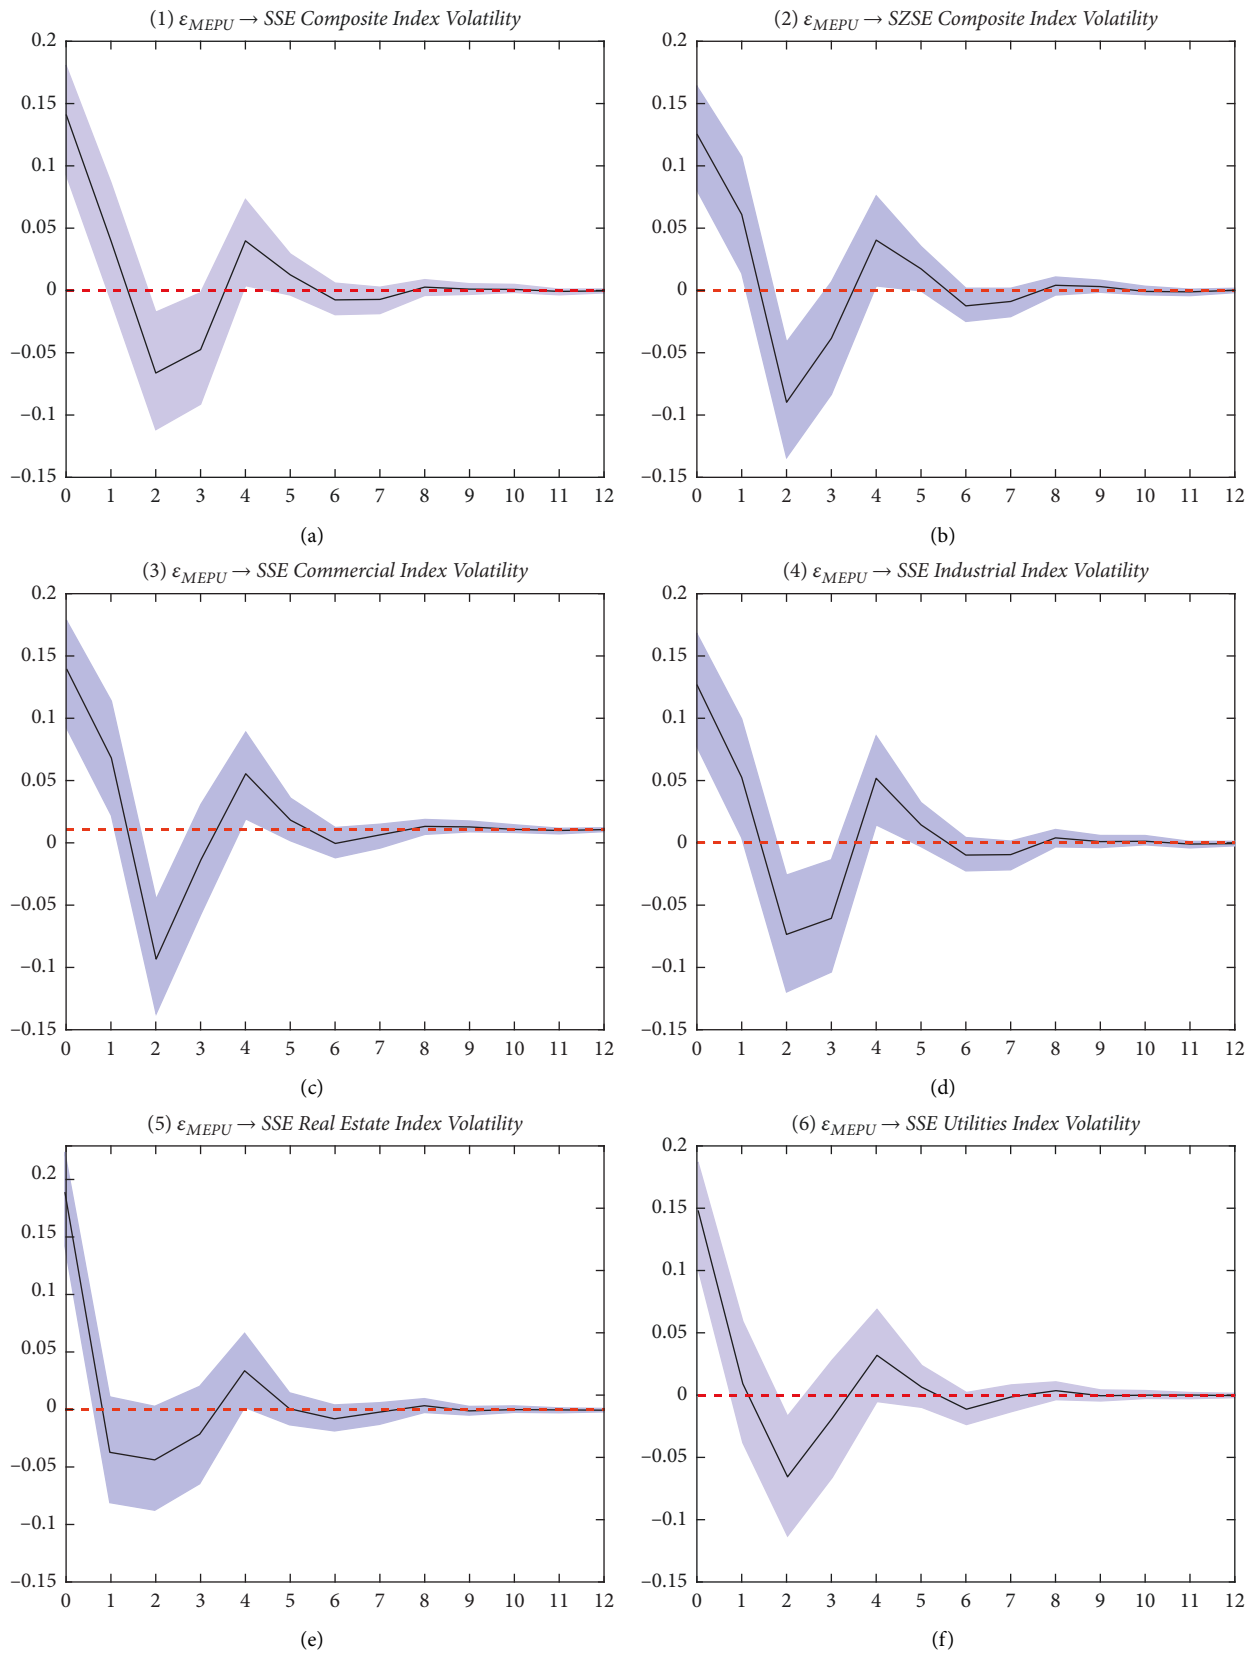 (1) εMEPU → SSE Composite Index Volatility
0.2
0.15
0.1
0.05
0
–0.05
–0.1
–0.15
0 1 2 3 4 5 6 7 8 9 10 11 12
(a)
(2) εMEPU → SZSE Composite Index Volatility
0.2
0.15
0.1
0.05
0
–0.05
–0.1
–0.15
0 1 2 3 4 5 6 7 8 9 10 11 12
(b)
(3) εMEPU → SSE Commercial Index Volatility
0.2
0.15
0.1
0.05
0
–0.05
–0.1
–0.15
0 1 2 3 4 5 6 7 8 9 10 11 12
(c)
(4) εMEPU → SSE Industrial Index Volatility
0.2
0.15
0.1
0.05
0
–0.05
–0.1
–0.15
0 1 2 3 4 5 6 7 8 9 10 11 12
(d)
(5) εMEPU → SSE Real Estate Index Volatility
0.2
0.15
0.1
0.05
0
–0.05
–0.1
–0.15
0 1 2 3 4 5 6 7 8 9 10 11 12
(e)
(6) εMEPU → SSE Utilities Index Volatility
0.2
0.15
0.1
0.05
0
–0.05
–0.1
–0.15
0 1 2 3 4 5 6 7 8 9 10 11 12
(f)